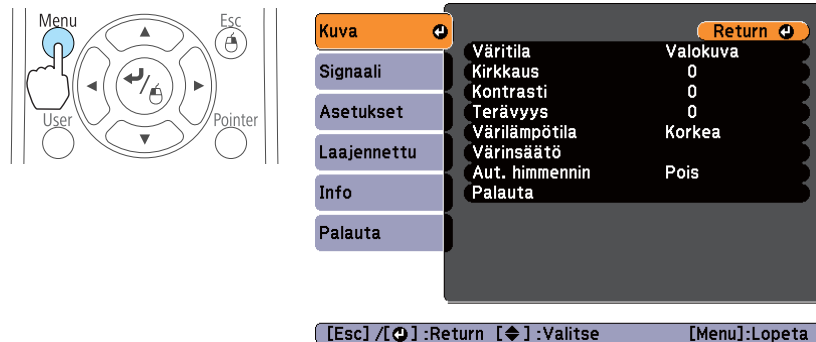 Menu
Esc
User
Pointer
Kuva
Signaali
Asetukset
Laajennettu
Info
Palauta
Return
Väritila Valokuva
Kirkkaus 0
Kontrasti 0
Terävyys 0
Värilämpötila Korkea
Värinsäätö
Aut. himmennin Pois
Palauta
[Esc] /[ ] :Return [ ] :Valitse [Menu]:Lopeta